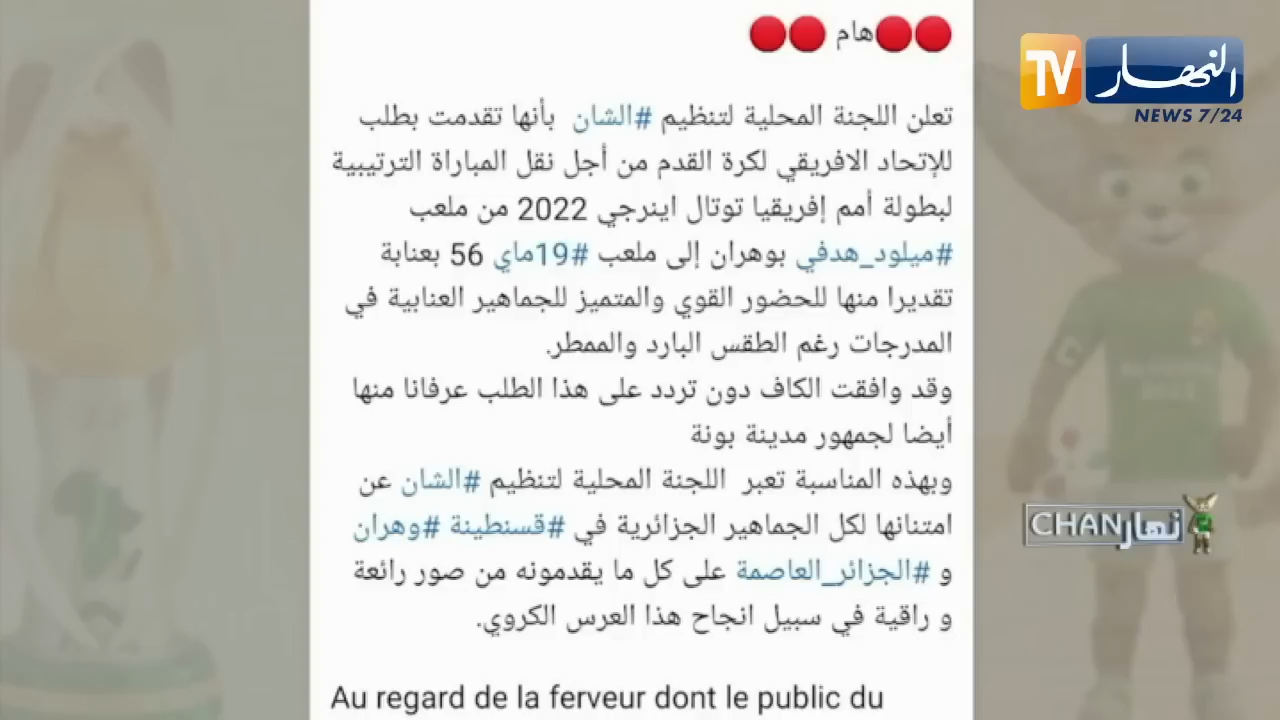 🔴🔴هام 🔴🔴
تعلن اللجنة المحلية لتنظيم #الشان بأنها تقدمت بطلب
للإتحاد الافريقي لكرة القدم من أجل نقل المباراة الترتيبية
لبطولة أمم إفريقيا توتال اينرجي 2022 من ملعب
#ميلود_هدفي بوهران إلى ملعب #19ماي 56 بعنابة
تقديرا منها للحضور القوي والمتميز للجماهير العنابية في
المدرجات رغم الطقس البارد والممطر.
وقد وافقت الكاف دون تردد على هذا الطلب عرفانا منها
أيضا لجمهور مدينة بونة
وبهذه المناسبة تعبر اللجنة المحلية لتنظيم #الشان عن
امتنانها لكل الجماهير الجزائرية في #قسنطينة #وهران
و #الجزائر_العاصمة على كل ما يقدمونه من صور رائعة
و راقية في سبيل انجاح هذا العرس الكروي.
Au regard de la ferveur dont le public du
TV النهار
NEWS 7/24
CHAN نهار